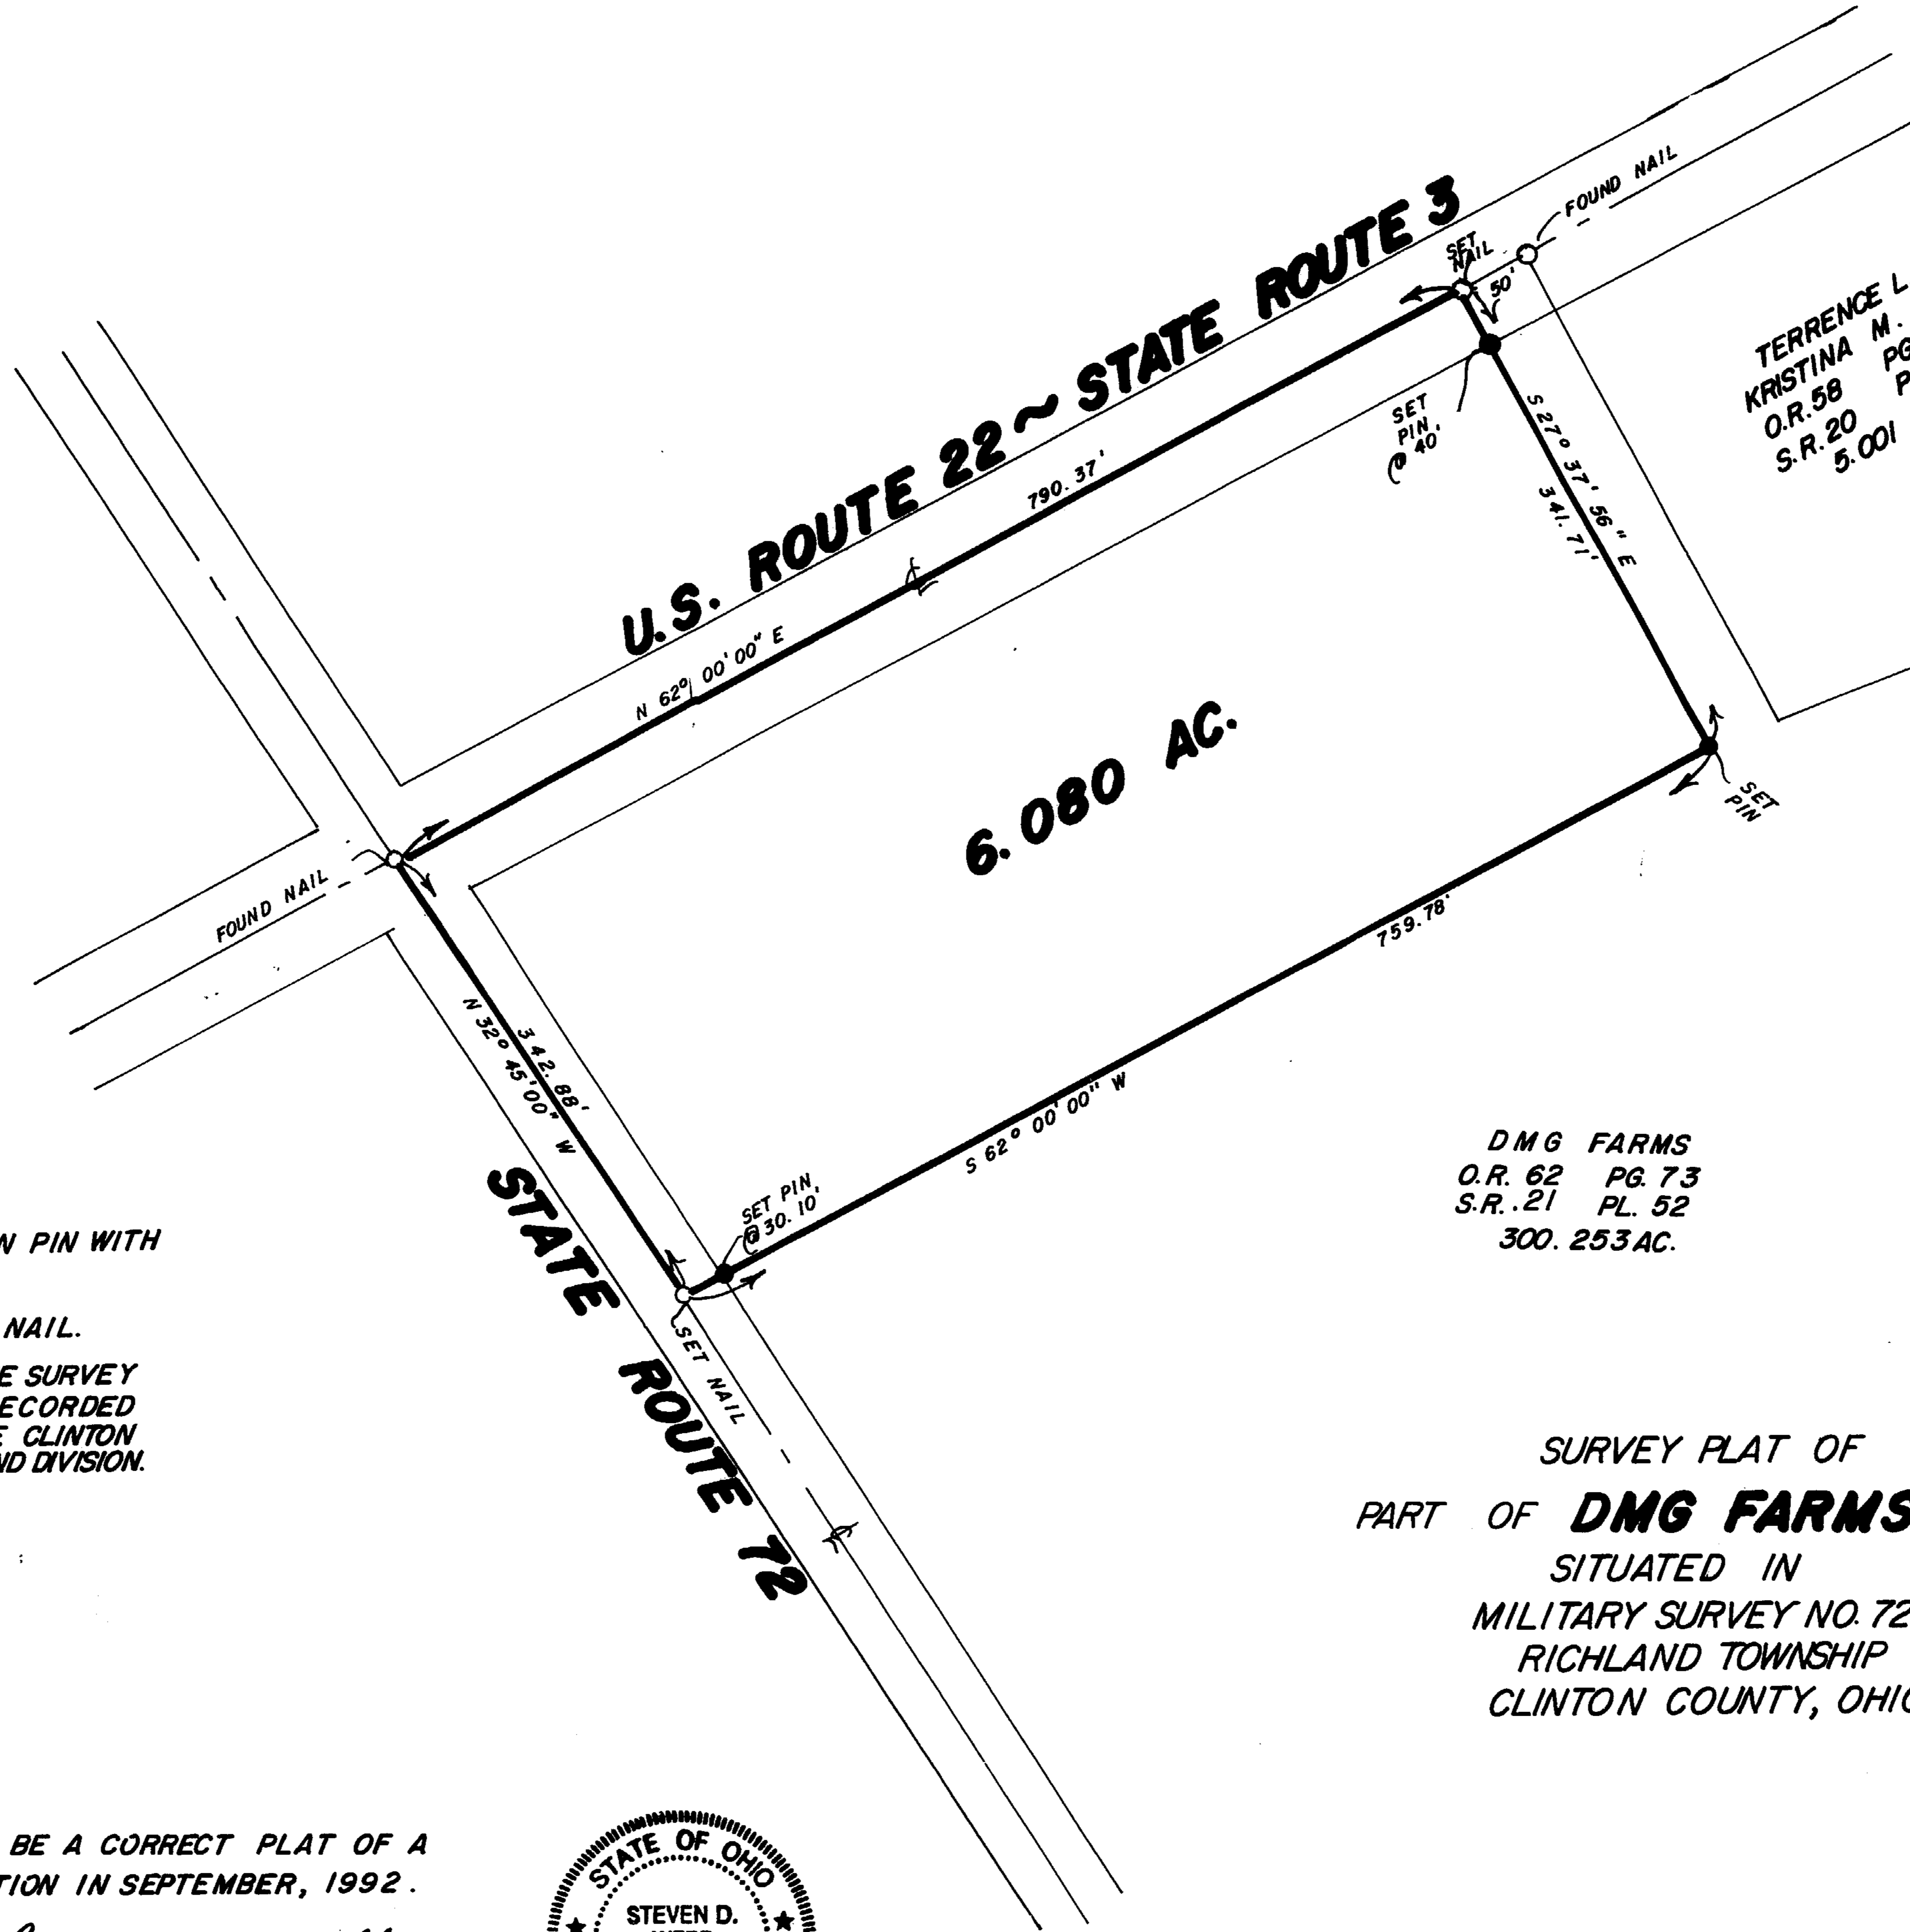 U.S. ROUTE 22 ~ STATE ROUTE 3
FOUND NAIL
SET
NAIL
50'
SET
PIN
@ 40'
S 27° 37' 56" E
341.71'
TERRENCE L
KRISTINA M.
O.R. 58 PG
S.R. 20 P
5.001
790.37'
N 62° 00' 00" E
6.080 AC.
SET
PIN
FOUND NAIL
759.78'
S 62° 00' 00" W
342.88'
N 32° 45' 00" W
SET PIN
@ 30.10'
SET NAIL
STATE ROUTE 72
DMG FARMS
O.R. 62 PG. 73
S.R. 21 PL. 52
300.253 AC.
N PIN WITH
NAIL.
E SURVEY
ECORDED
E CLINTON
ND DIVISION.
SURVEY PLAT OF
PART OF DMG FARMS
SITUATED IN
MILITARY SURVEY NO. 72
RICHLAND TOWNSHIP
CLINTON COUNTY, OHIO
BE A CORRECT PLAT OF A
TION IN SEPTEMBER, 1992.
STATE OF OHIO
STEVEN D.